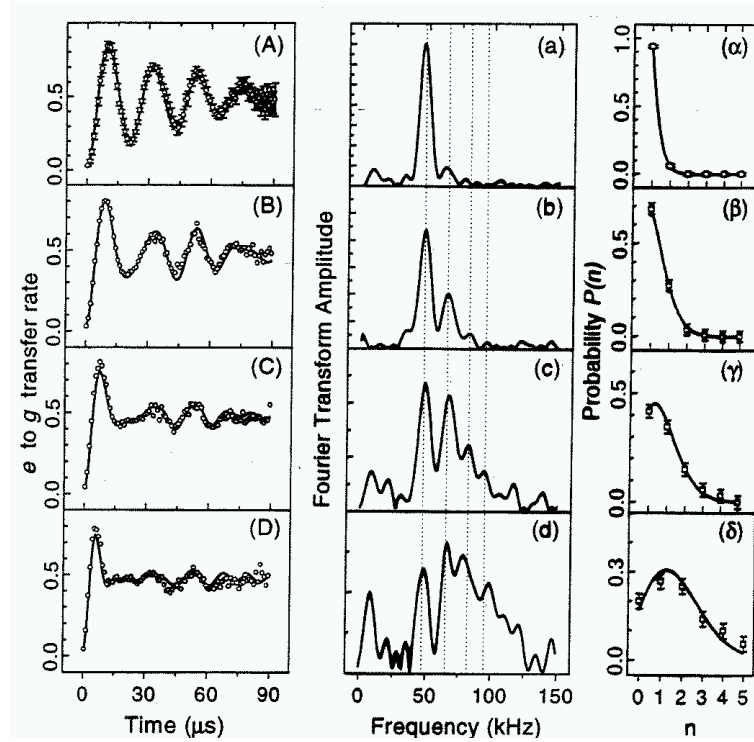 (A)
(B)
(C)
(D)
e to g transfer rate
0.5
0.0
0.5
0.0
0.5
0.0
0.5
0.0
0 30 60 90
Time (μs)
(a)
(b)
(c)
(d)
Fourier Transform Amplitude
0 50 100 150
Frequency (kHz)
(α)
(β)
(γ)
(δ)
Probability P(n)
1.0
0.5
0.0
0.5
0.0
0.5
0.0
0.3
0.0
0 1 2 3 4 5
n